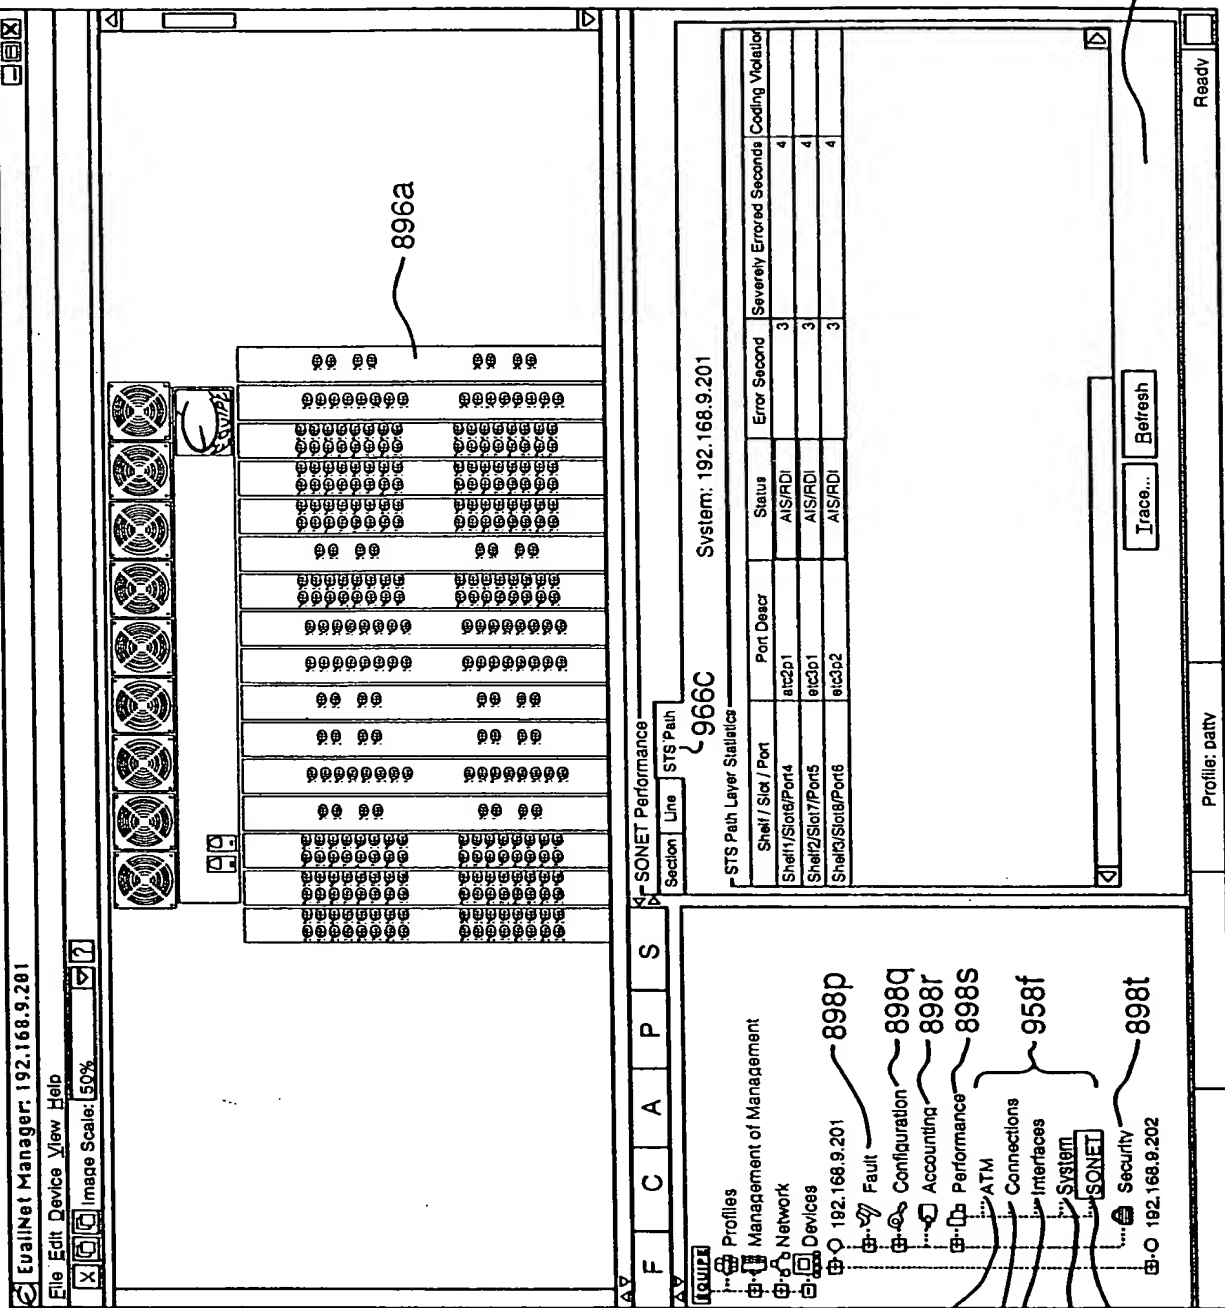 EuallNet Manager: 192.168.9.201
File Edit Device View Help
Image Scale: 50% ?
896a
F C A P S
EQUIPE
Profiles
Management of Management
Network
Devices
192.168.9.201
Fault
898p
Configuration
898q
Accounting
898r
Performance
898s
ATM
Connections
Interfaces
System
SONET
958f
Security
898t
192.168.9.202
SONET Performance
Section Line STS Path
966C
System: 192.168.9.201
STS Path Layer Statistics
Shelf / Slot / Port Port Descr Status Error Second Severely Errored Seconds Coding Violation
Shelf1/Slot6/Port4 etc2p1 AIS/RDI 3 4
Shelf2/Slot7/Port5 etc3p1 AIS/RDI 3 4
Shelf3/Slot8/Port6 etc3p2 AIS/RDI 3 4
Trace... Refresh
Profile: patty
Ready